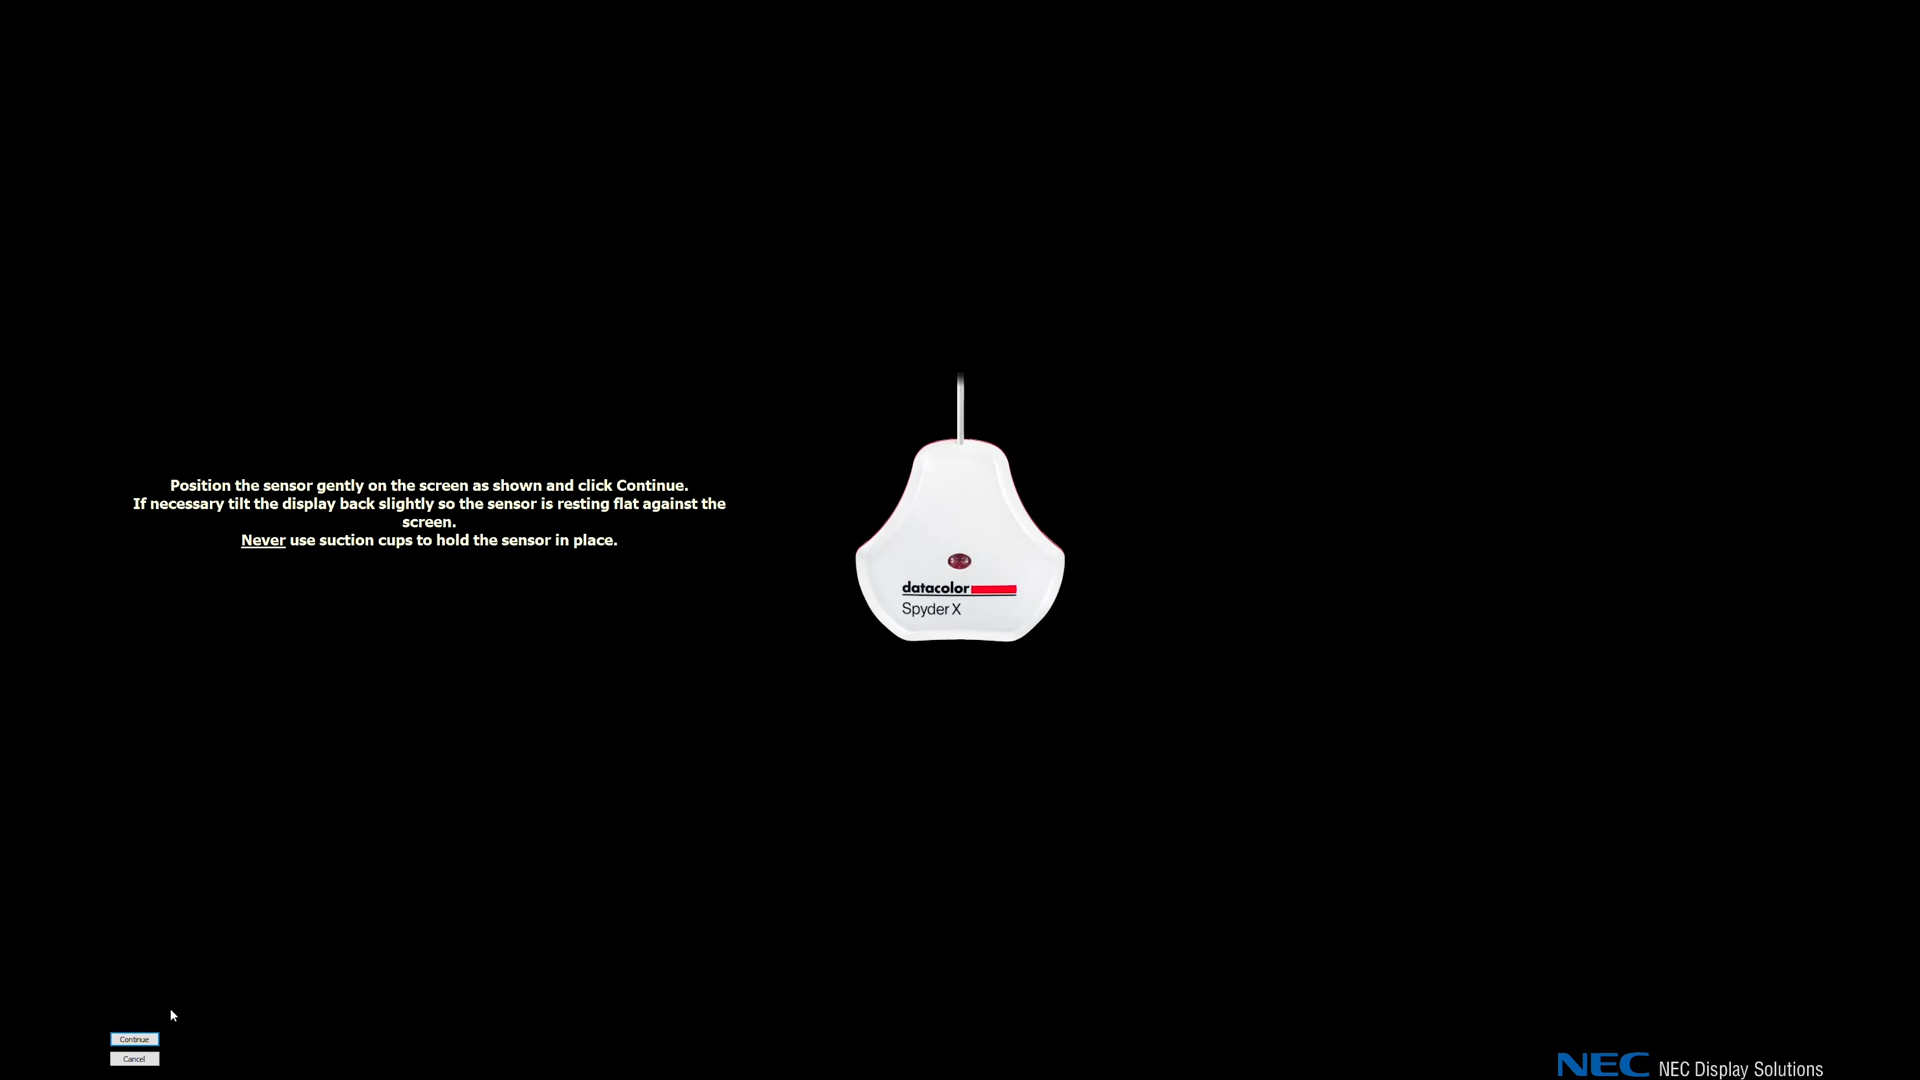 Position the sensor gently on the screen as shown and click Continue.
If necessary tilt the display back slightly so the sensor is resting flat against the
screen.
Never use suction cups to hold the sensor in place.
datacolor
Spyder X
Continue
Cancel
NEC NEC Display Solutions